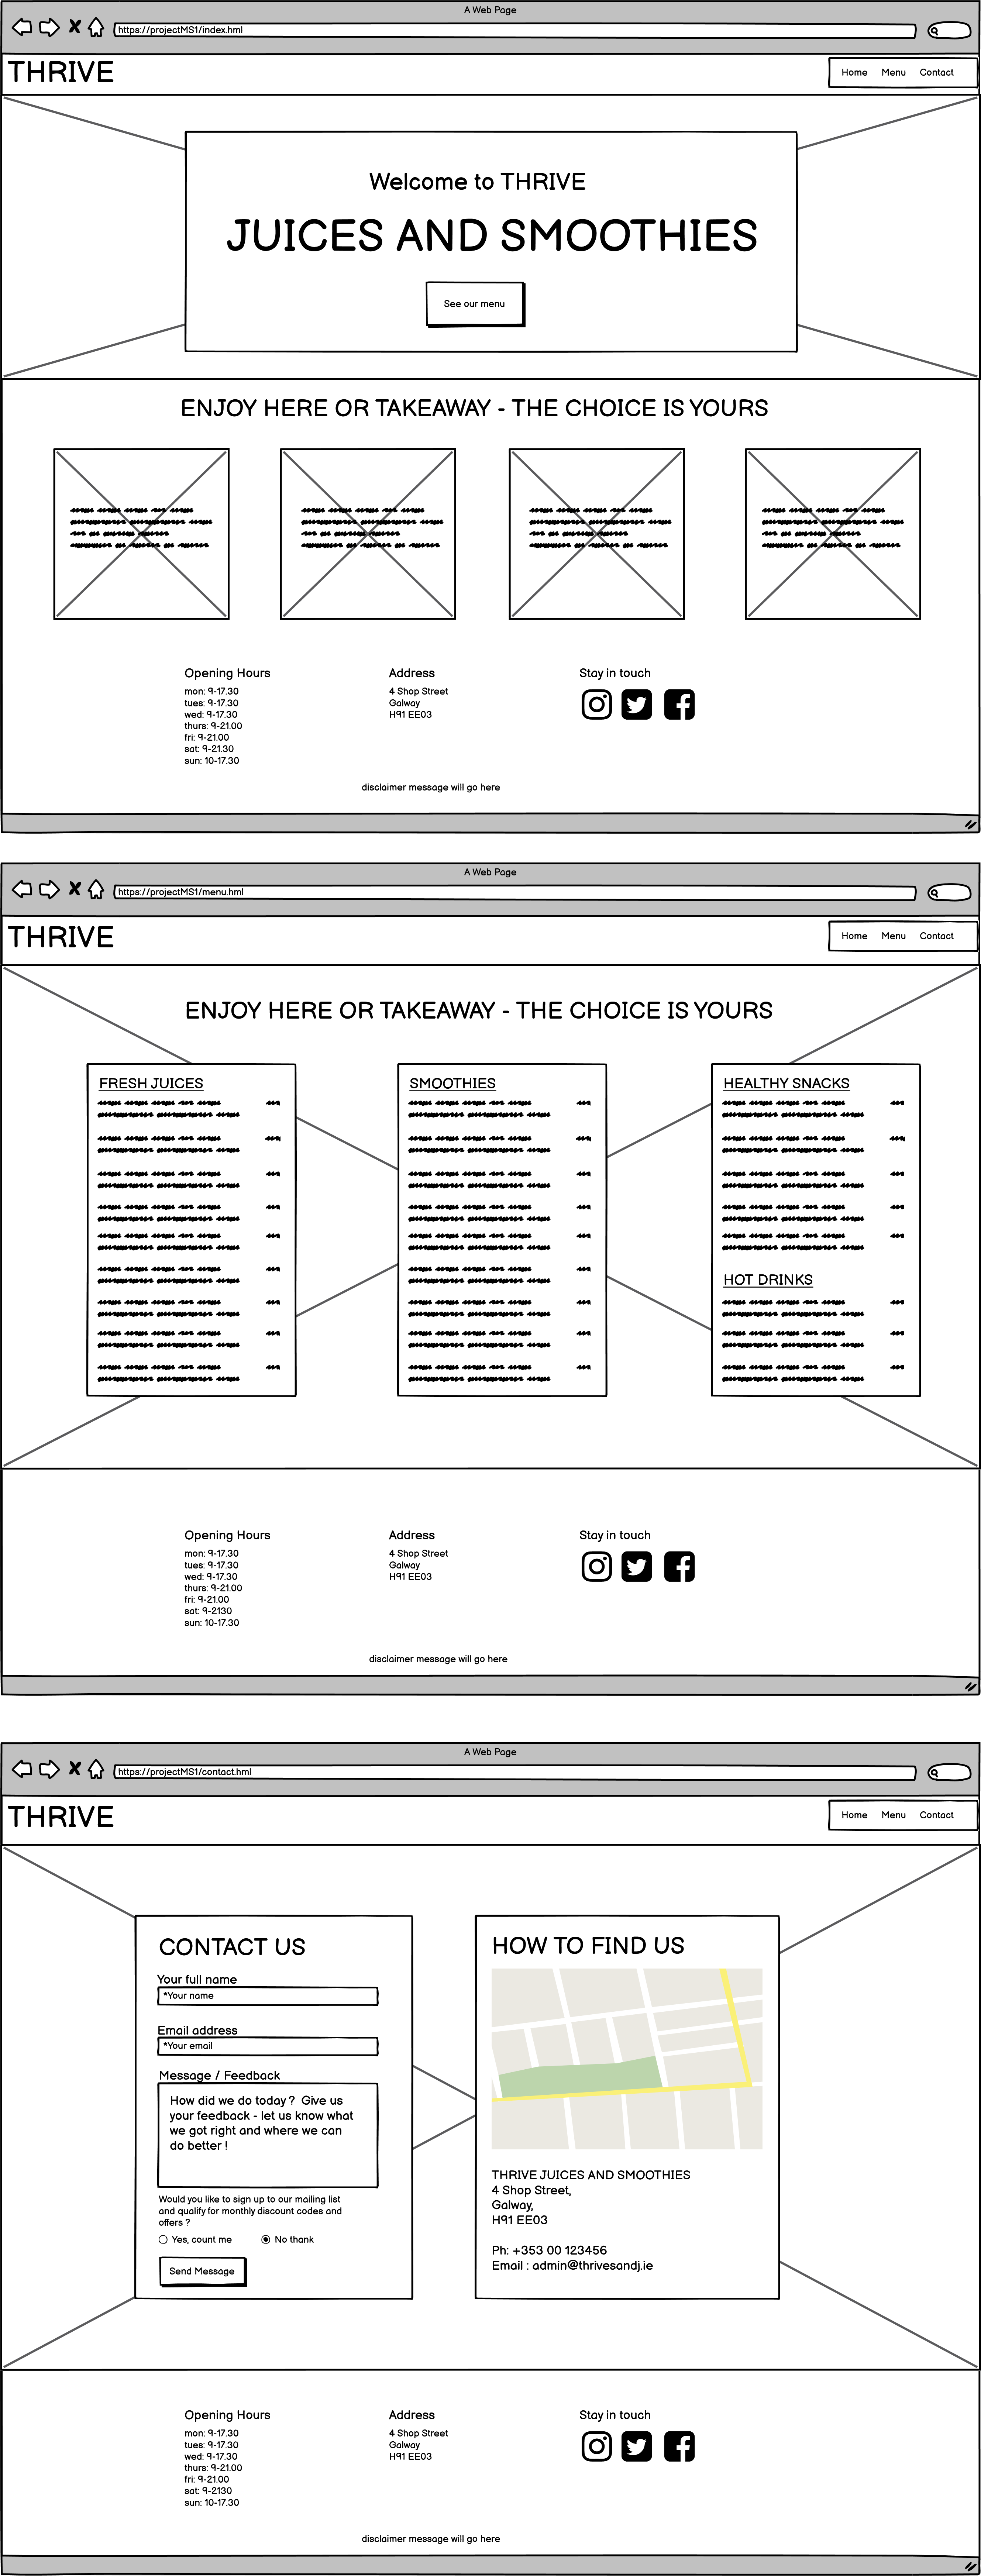 A Web Page
https://projectMS1/index.hml
THRIVE
Home Menu Contact
Welcome to THRIVE
JUICES AND SMOOTHIES
See our menu
ENJOY HERE OR TAKEAWAY - THE CHOICE IS YOURS
Opening Hours
mon: 9-17.30
tues: 9-17.30
wed: 9-17.30
thurs: 9-21.00
fri: 9-21.00
sat: 9-21.30
sun: 10-17.30
Address
4 Shop Street
Galway
H91 EE03
Stay in touch
disclaimer message will go here
A Web Page
https://projectMS1/menu.hml
THRIVE
Home Menu Contact
ENJOY HERE OR TAKEAWAY - THE CHOICE IS YOURS
FRESH JUICES
SMOOTHIES
HEALTHY SNACKS
HOT DRINKS
Opening Hours
mon: 9-17.30
tues: 9-17.30
wed: 9-17.30
thurs: 9-21.00
fri: 9-21.00
sat: 9-2130
sun: 10-17.30
Address
4 Shop Street
Galway
H91 EE03
Stay in touch
disclaimer message will go here
A Web Page
https://projectMS1/contact.hml
THRIVE
Home Menu Contact
CONTACT US
Your full name
*Your name
Email address
*Your email
Message / Feedback
How did we do today ? Give us
your feedback - let us know what
we got right and where we can
do better !
Would you like to sign up to our mailing list
and qualify for monthly discount codes and
offers ?
Yes, count me
No thank
Send Message
HOW TO FIND US
THRIVE JUICES AND SMOOTHIES
4 Shop Street,
Galway,
H91 EE03
Ph: +353 00 123456
Email : admin@thrivesandj.ie
Opening Hours
mon: 9-17.30
tues: 9-17.30
wed: 9-17.30
thurs: 9-21.00
fri: 9-21.00
sat: 9-2130
sun: 10-17.30
Address
4 Shop Street
Galway
H91 EE03
Stay in touch
disclaimer message will go here